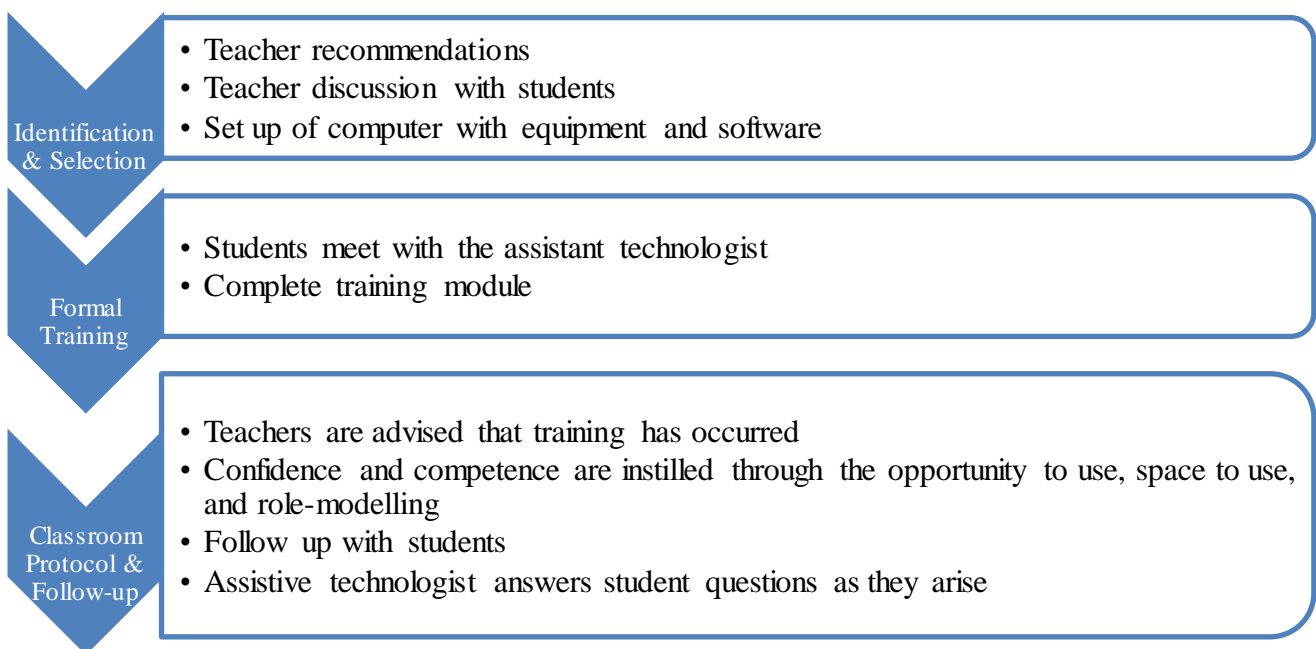 Identification
& Selection
• Teacher recommendations
• Teacher discussion with students
• Set up of computer with equipment and software
Formal
Training
• Students meet with the assistant technologist
• Complete training module
Classroom
Protocol &
Follow-up
• Teachers are advised that training has occurred
• Confidence and competence are instilled through the opportunity to use, space to use,
and role-modelling
• Follow up with students
• Assistive technologist answers student questions as they arise